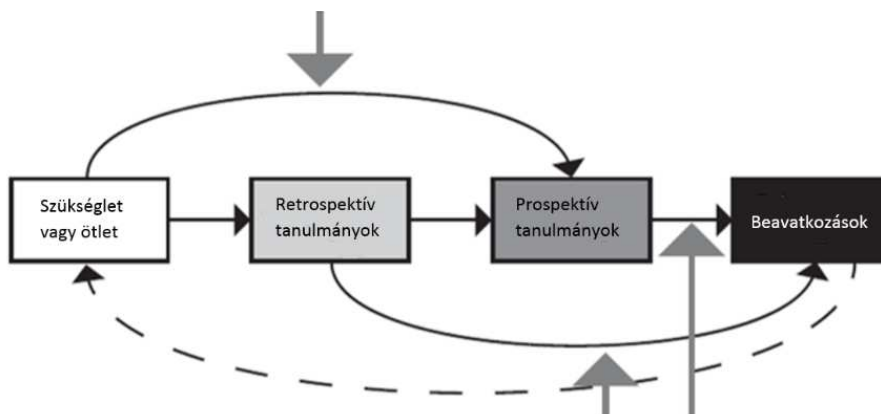 Szükséglet
vagy ötlet
Retrospektív
tanulmányok
Prospektív
tanulmányok
Beavatkozások